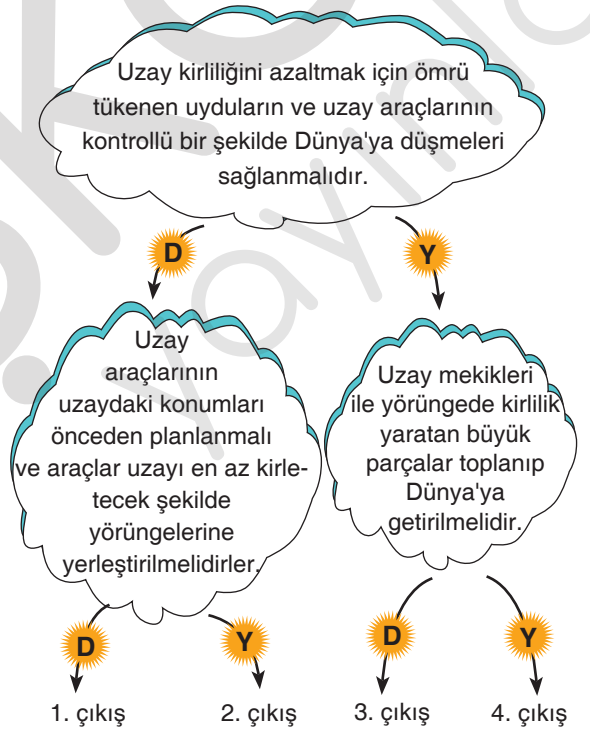 Uzay kirliliğini azaltmak için ömrü
tükenen uyduların ve uzay araçlarının
kontrollü bir şekilde Dünya'ya düşmeleri
sağlanmalıdır.
D
Y
Uzay
araçlarının
uzaydaki konumları
önceden planlanmalı
ve araçlar uzayı en az kirle-
tecek şekilde
yörüngelerine
yerleştirilmelidirler.
Uzay mekikleri
ile yörüngede kirlilik
yaratan büyük
parçalar toplanıp
Dünya'ya
getirilmelidir.
D
Y
D
Y
1. çıkış
2. çıkış
3. çıkış
4. çıkış